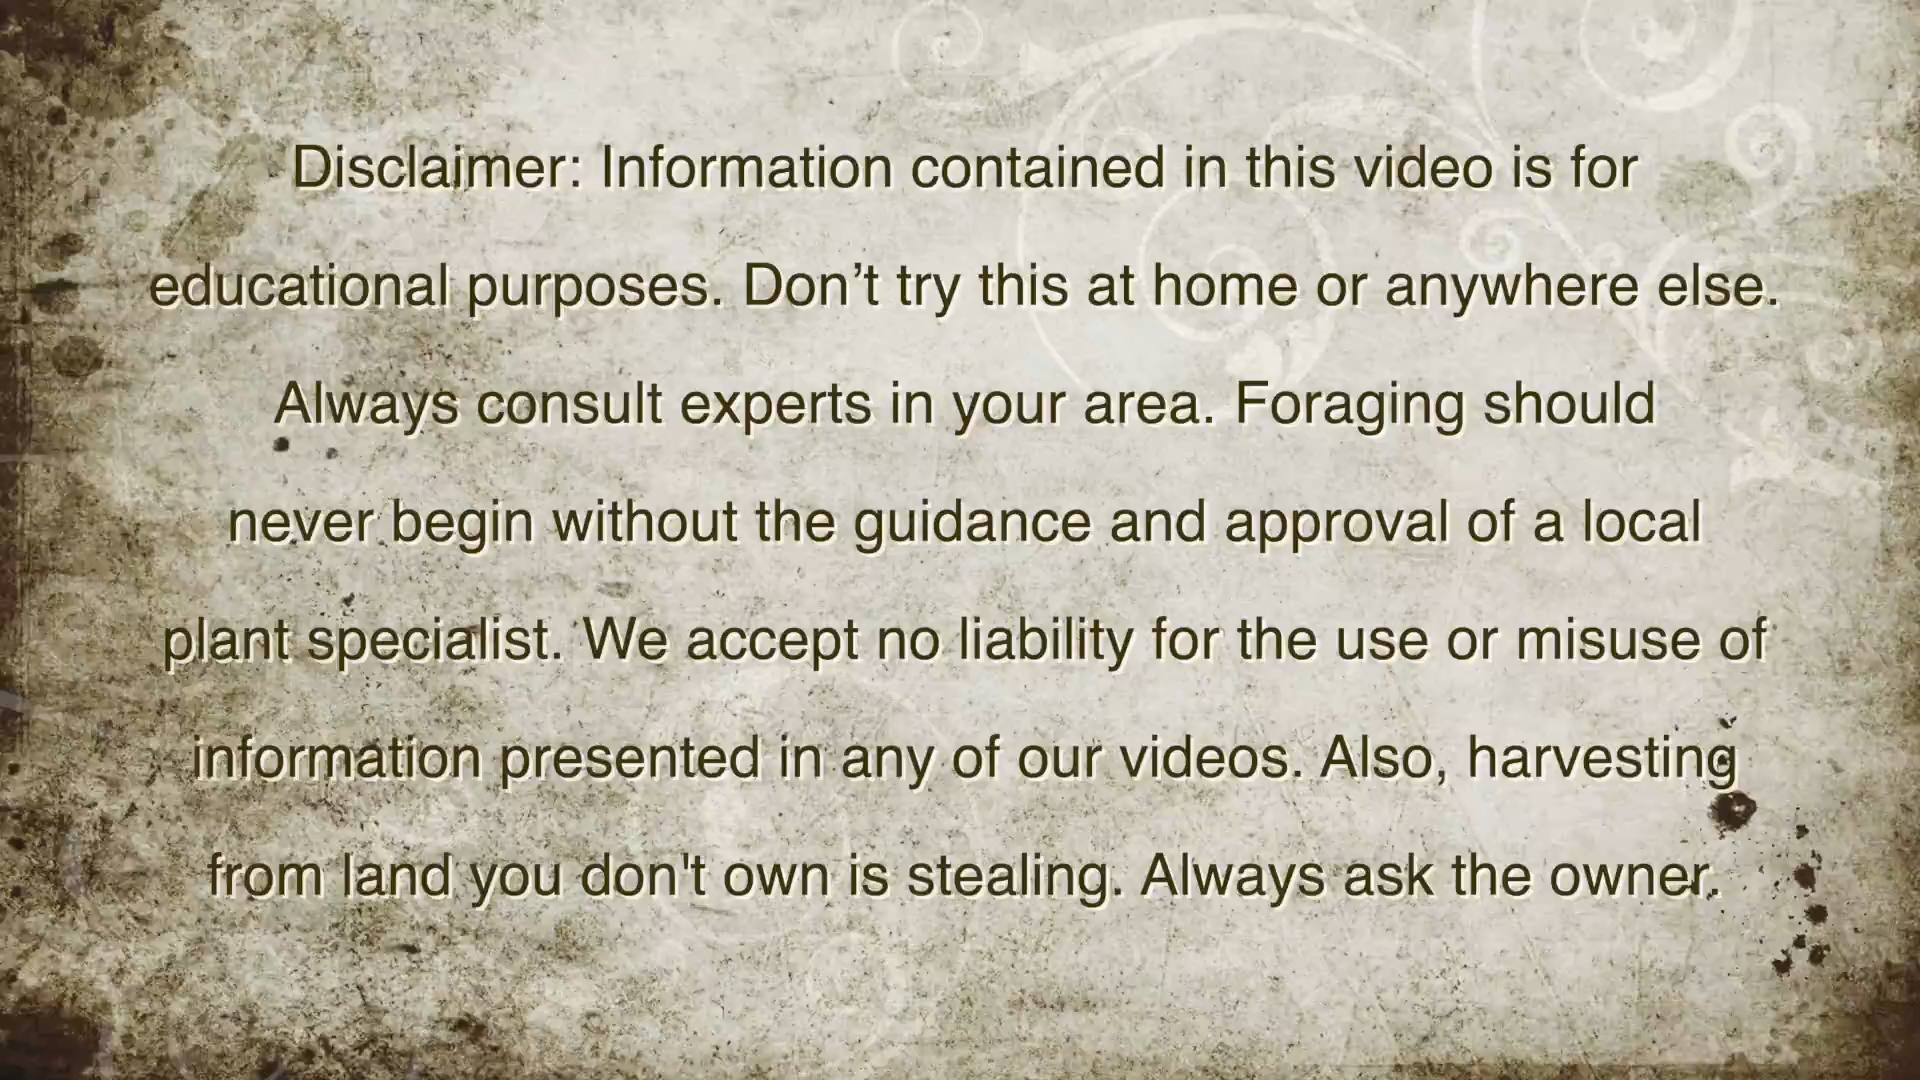 Disclaimer: Information contained in this video is for
educational purposes. Don’t try this at home or anywhere else.
Always consult experts in your area. Foraging should
never begin without the guidance and approval of a local
plant specialist. We accept no liability for the use or misuse of
information presented in any of our videos. Also, harvesting
from land you don't own is stealing. Always ask the owner.